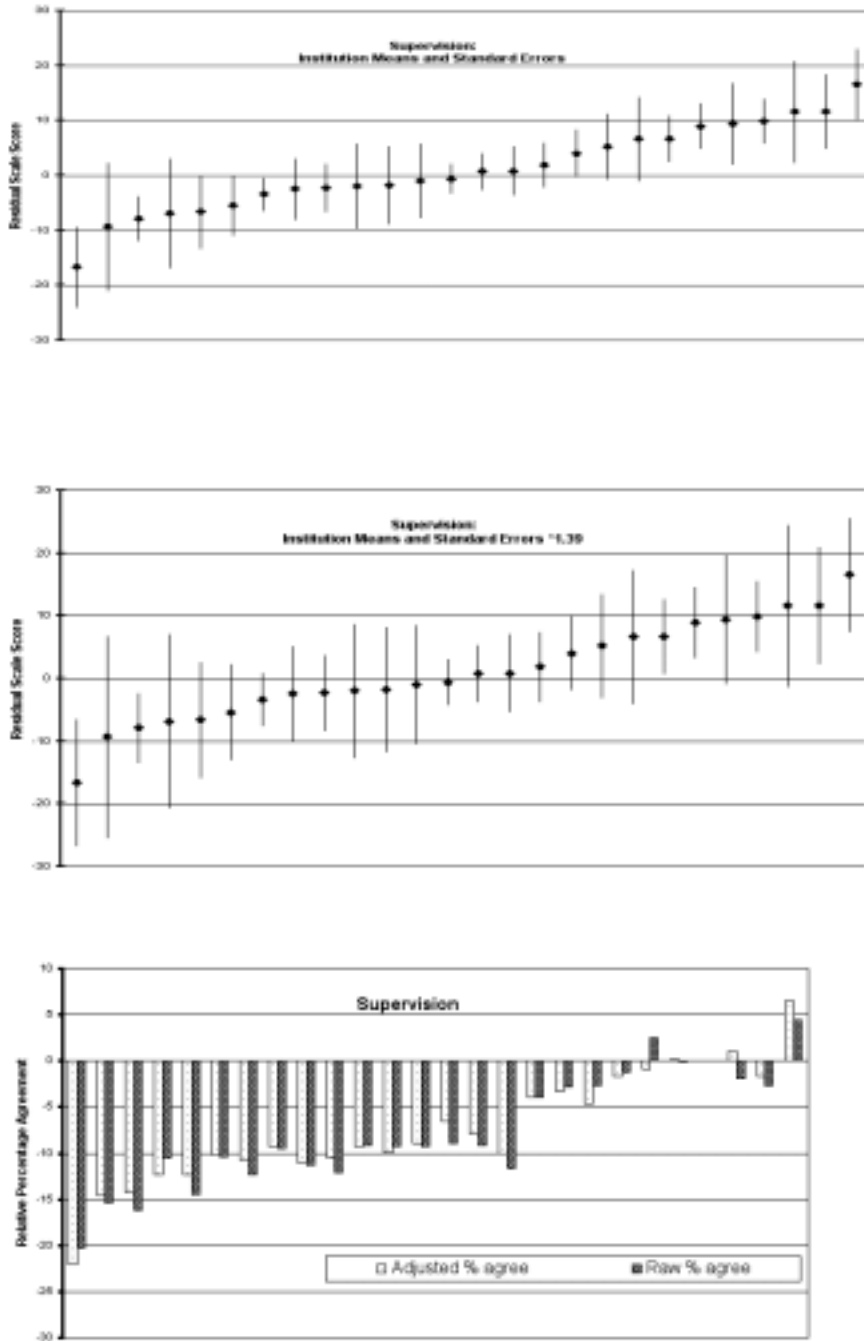 30
Supervision:
Institution Means and Standard Errors
20
10
0
-10
-20
-30
Residual Scale Score
30
Supervision:
Institution Means and Standard Errors *1.39
20
10
0
-10
-20
-30
Residual Scale Score
10
Supervision
5
0
-5
-10
-15
-20
-25
-30
Relative Percentage Agreement
Adjusted % agree Raw % agree